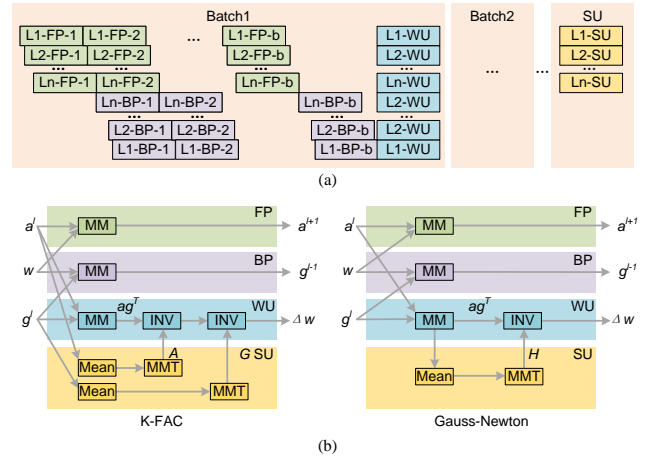 Batch1 Batch2 SU
L1-FP-1 L1-FP-2 ... L1-FP-b L1-WU L1-SU
L2-FP-1 L2-FP-2 L2-FP-b L2-WU L2-SU
... ... ... ...
Ln-FP-1 Ln-FP-2 Ln-FP-b Ln-WU ... ... Ln-SU
Ln-BP-1 Ln-BP-2 Ln-BP-b L2-WU
... ... ... ...
L2-BP-1 L2-BP-2 L2-BP-b L2-WU
L1-BP-1 L1-BP-2 L1-BP-b L1-WU
(a)
FP
a^l MM a^{l+1}
BP
w MM g^{l-1}
ag^T WU
g^l MM INV INV Δ w
A G SU
Mean MMT
Mean MMT
K-FAC
FP
a^l MM a^{l+1}
BP
w MM g^{l-1}
ag^T WU
g^l MM INV Δ w
H SU
Mean MMT
Gauss-Newton
(b)